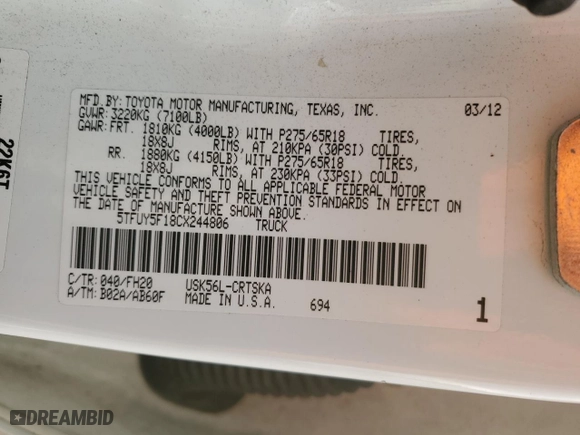 MFD.BY: TOYOTA MOTOR MANUFACTURING, TEXAS, INC. 03/12
GVWR: 3220KG (7100LB)
GAWR: FRT. 1810KG (4000LB) WITH P275/65R18 TIRES,
18X8J RIMS, AT 210KPA (30PSI) COLD.
RR. 1880KG (4150LB) WITH P275/65R18 TIRES,
18X8J RIMS, AT 230KPA (33PSI) COLD.
THIS VEHICLE CONFORMS TO ALL APPLICABLE FEDERAL MOTOR
VEHICLE SAFETY AND THEFT PREVENTION STANDARDS IN EFFECT ON
THE DATE OF MANUFACTURE SHOWN ABOVE.
5TFUY5F18CX244806 TRUCK
C/TR: 040/FH20 USK56L-CRTSKA
A/TM: B02A/AB60F MADE IN U.S.A. 694 1
22K6T
DREAMBID